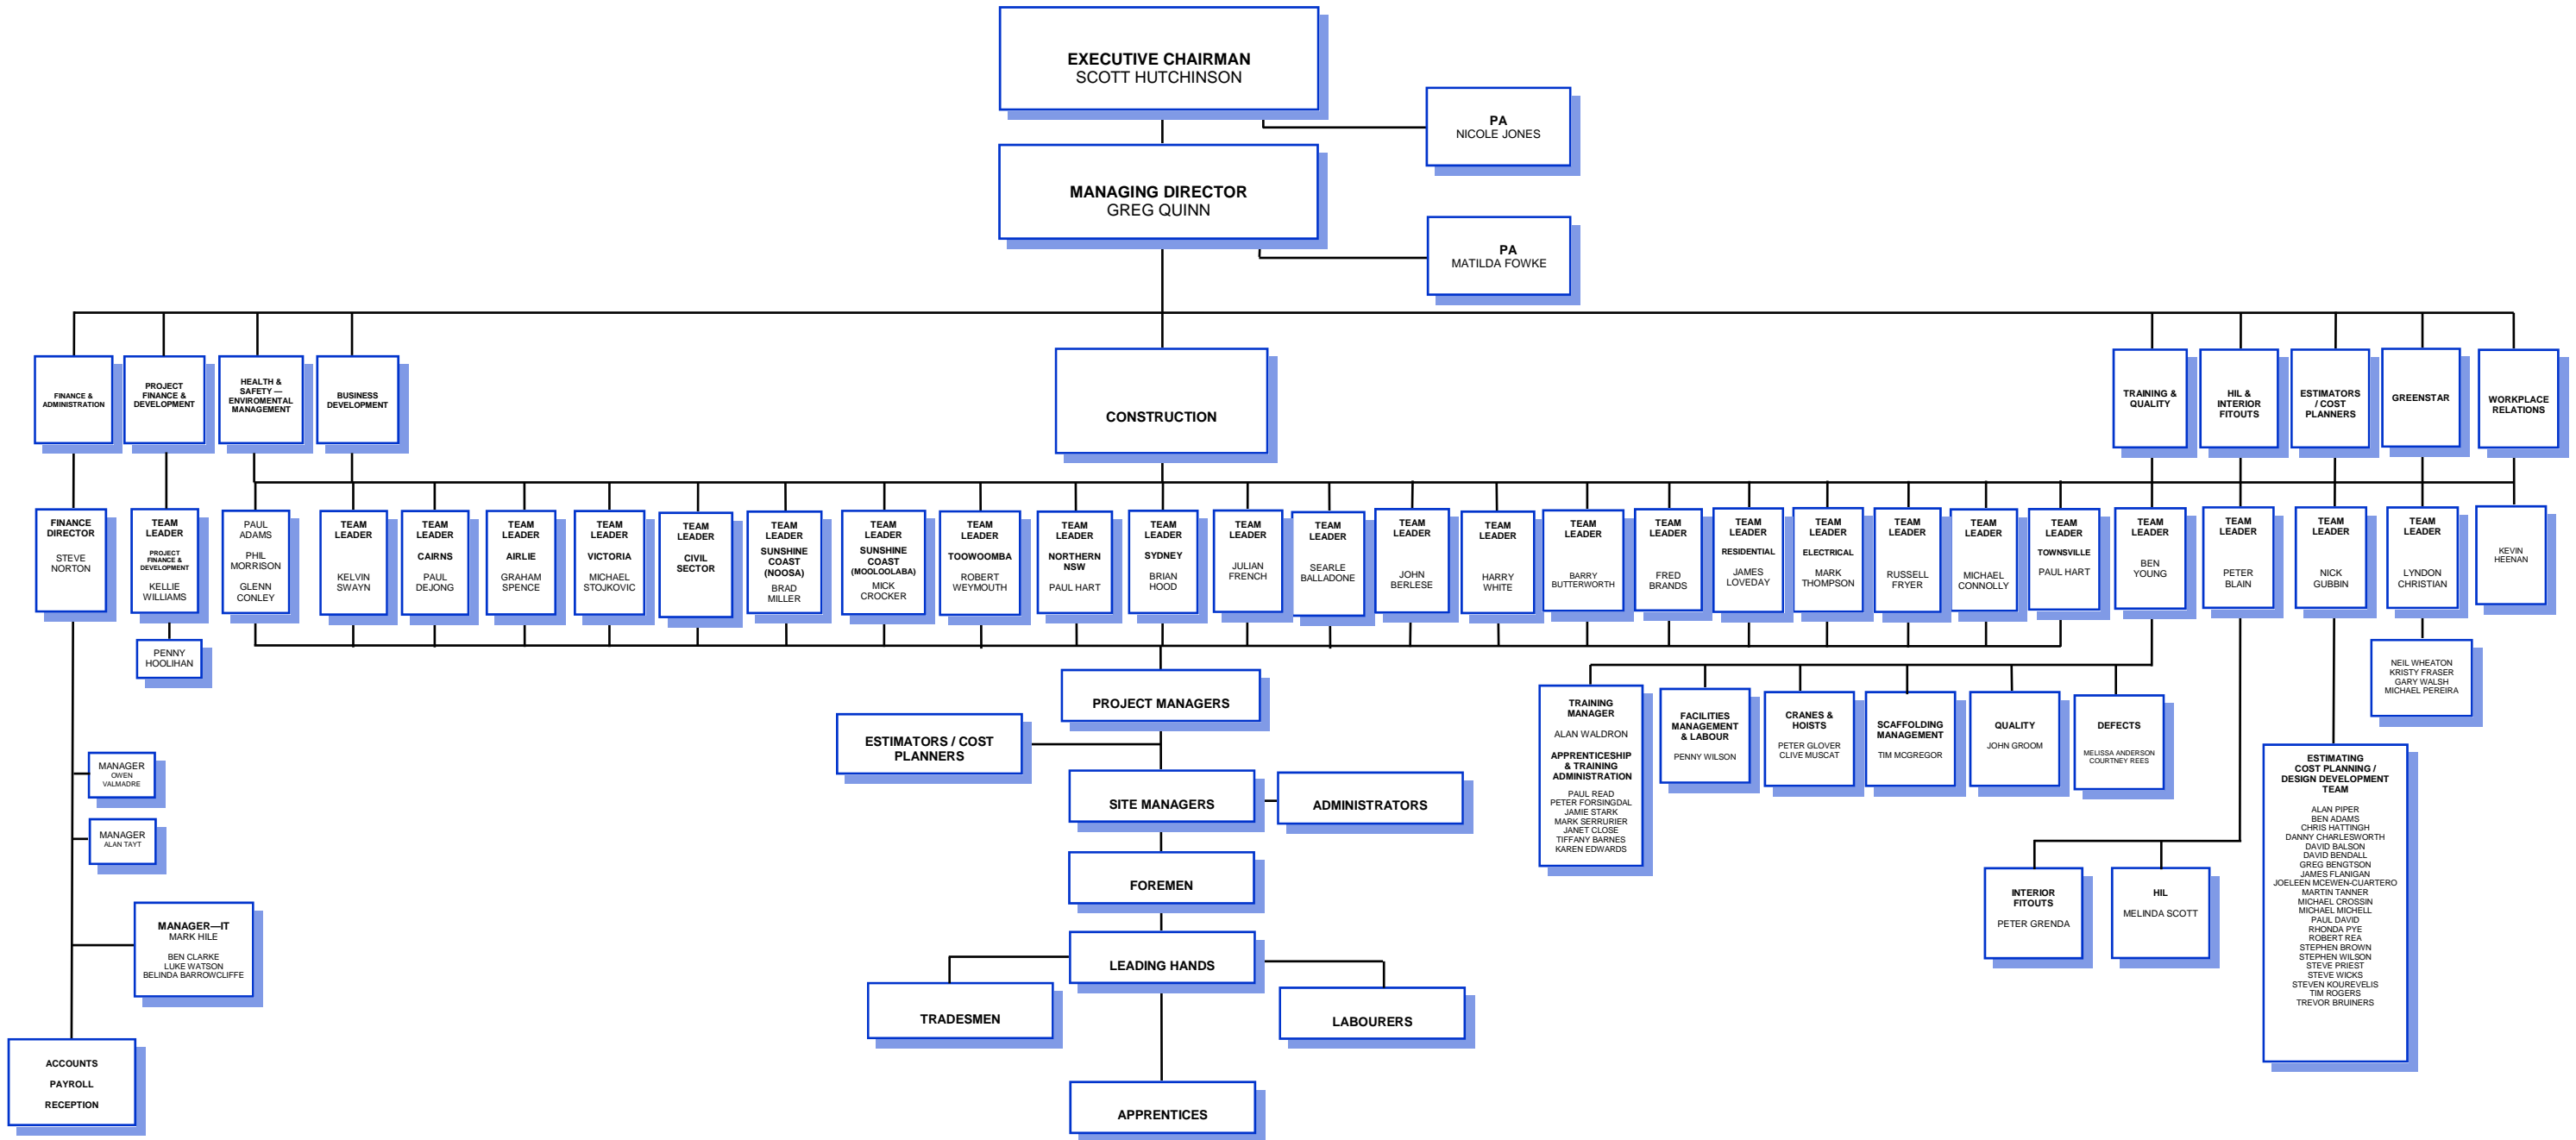 EXECUTIVE CHAIRMAN
SCOTT HUTCHINSON
PA
NICOLE JONES
MANAGING DIRECTOR
GREG QUINN
PA
MATILDA FOWKE
FINANCE &
ADMINISTRATION
PROJECT
FINANCE &
DEVELOPMENT
HEALTH &
SAFETY —
ENVIROMENTAL
MANAGEMENT
BUSINESS
DEVELOPMENT
CONSTRUCTION
TRAINING &
QUALITY
HIL &
INTERIOR
FITOUTS
ESTIMATORS
/ COST
PLANNERS
GREENSTAR
WORKPLACE
RELATIONS
FINANCE
DIRECTOR
STEVE
NORTON
TEAM
LEADER
PROJECT
FINANCE &
DEVELOPMENT
KELLIE
WILLIAMS
PAUL
ADAMS
PHIL
MORRISON
GLENN
CONLEY
TEAM
LEADER
KELVIN
SWAYN
TEAM
LEADER
CAIRNS
PAUL
DEJONG
TEAM
LEADER
AIRLIE
GRAHAM
SPENCE
TEAM
LEADER
VICTORIA
MICHAEL
STOJKOVIC
TEAM
LEADER
CIVIL
SECTOR
TEAM
LEADER
SUNSHINE
COAST
(NOOSA)
BRAD
MILLER
TEAM
LEADER
SUNSHINE
COAST
(MOOLOOLABA)
MICK
CROCKER
TEAM
LEADER
TOOWOOMBA
ROBERT
WEYMOUTH
TEAM
LEADER
NORTHERN
NSW
PAUL HART
TEAM
LEADER
SYDNEY
BRIAN
HOOD
TEAM
LEADER
JULIAN
FRENCH
TEAM
LEADER
SEARLE
BALLADONE
TEAM
LEADER
JOHN
BERLESE
TEAM
LEADER
HARRY
WHITE
TEAM
LEADER
BARRY
BUTTERWORTH
TEAM
LEADER
FRED
BRANDS
TEAM
LEADER
RESIDENTIAL
JAMES
LOVEDAY
TEAM
LEADER
ELECTRICAL
MARK
THOMPSON
TEAM
LEADER
RUSSELL
FRYER
TEAM
LEADER
MICHAEL
CONNOLLY
TEAM
LEADER
TOWNSVILLE
PAUL HART
TEAM
LEADER
BEN
YOUNG
TEAM
LEADER
PETER
BLAIN
TEAM
LEADER
NICK
GUBBIN
TEAM
LEADER
LYNDON
CHRISTIAN
KEVIN
HEENAN
PENNY
HOOLIHAN
NEIL WHEATON
KRISTY FRASER
GARY WALSH
MICHAEL PEREIRA
PROJECT MANAGERS
ESTIMATORS / COST
PLANNERS
SITE MANAGERS
ADMINISTRATORS
FOREMEN
LEADING HANDS
TRADESMEN
LABOURERS
APPRENTICES
TRAINING
MANAGER
ALAN WALDRON
APPRENTICESHIP
& TRAINING
ADMINISTRATION
PAUL READ
PETER FORSINGDAL
JAMIE STARK
MARK SERRURIER
JANET CLOSE
TIFFANY BARNES
KAREN EDWARDS
FACILITIES
MANAGEMENT
& LABOUR
PENNY WILSON
CRANES &
HOISTS
PETER GLOVER
CLIVE MUSCAT
SCAFFOLDING
MANAGEMENT
TIM MCGREGOR
QUALITY
JOHN GROOM
DEFECTS
MELISSA ANDERSON
COURTNEY REES
MANAGER
OWEN
VALMADRE
MANAGER
ALAN TAYT
MANAGER—IT
MARK HILE
BEN CLARKE
LUKE WATSON
BELINDA BARROWCLIFFE
ACCOUNTS
PAYROLL
RECEPTION
INTERIOR
FITOUTS
PETER GRENDA
HIL
MELINDA SCOTT
ESTIMATING
COST PLANNING /
DESIGN DEVELOPMENT
TEAM
ALAN PIPER
BEN ADAMS
CHRIS HATTINGH
DANNY CHARLESWORTH
DAVID BALSON
DAVID BENDALL
GREG BENGTSON
JAMES FLANIGAN
JOELEEN MCEWEN-CUARTERO
MARTIN TANNER
MICHAEL CROSSIN
MICHAEL MICHELL
PAUL DAVID
RHONDA PYE
ROBERT REA
STEPHEN BROWN
STEPHEN WILSON
STEVE PRIEST
STEVE WICKS
STEVEN KOUREVELIS
TIM ROGERS
TREVOR BRUINERS